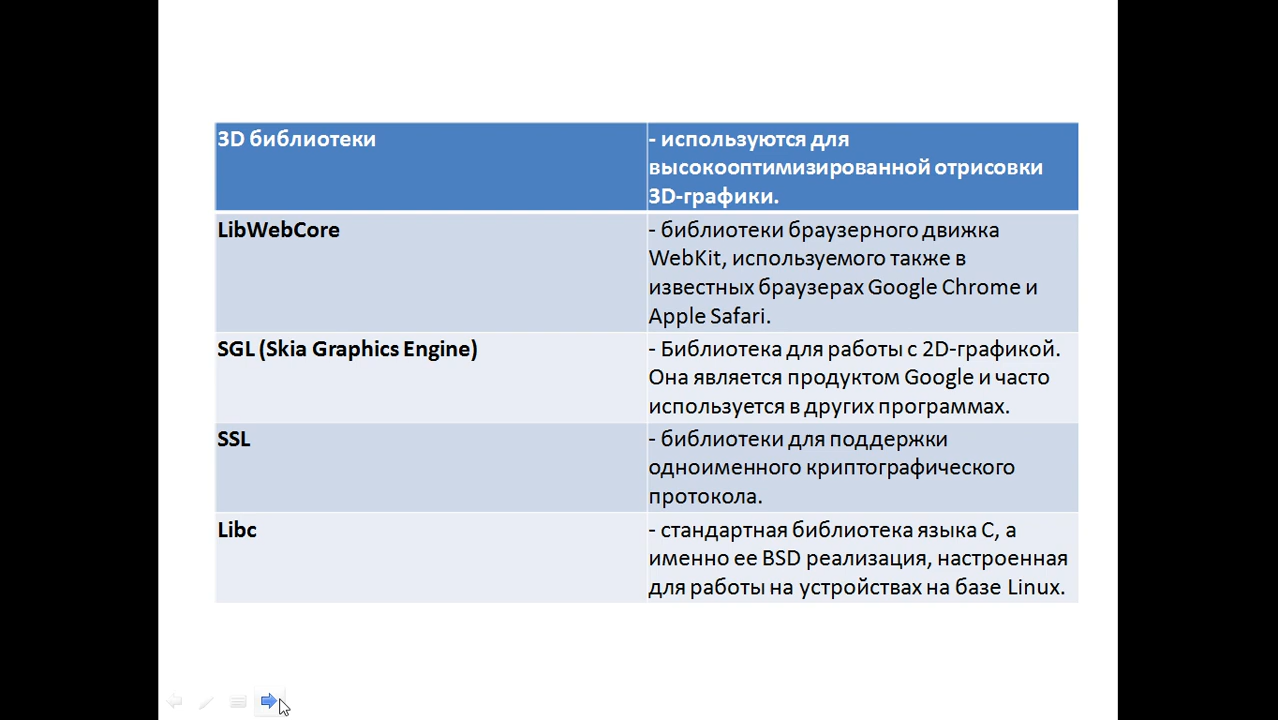 3D библиотеки
- используются для
высокооптимизированной отрисовки
3D-графики.
LibWebCore
- библиотеки браузерного движка
WebKit, используемого также в
известных браузерах Google Chrome и
Apple Safari.
SGL (Skia Graphics Engine)
- Библиотека для работы с 2D-графикой.
Она является продуктом Google и часто
используется в других программах.
SSL
- библиотеки для поддержки
одноименного криптографического
протокола.
Libc
- стандартная библиотека языка C, а
именно ее BSD реализация, настроенная
для работы на устройствах на базе Linux.